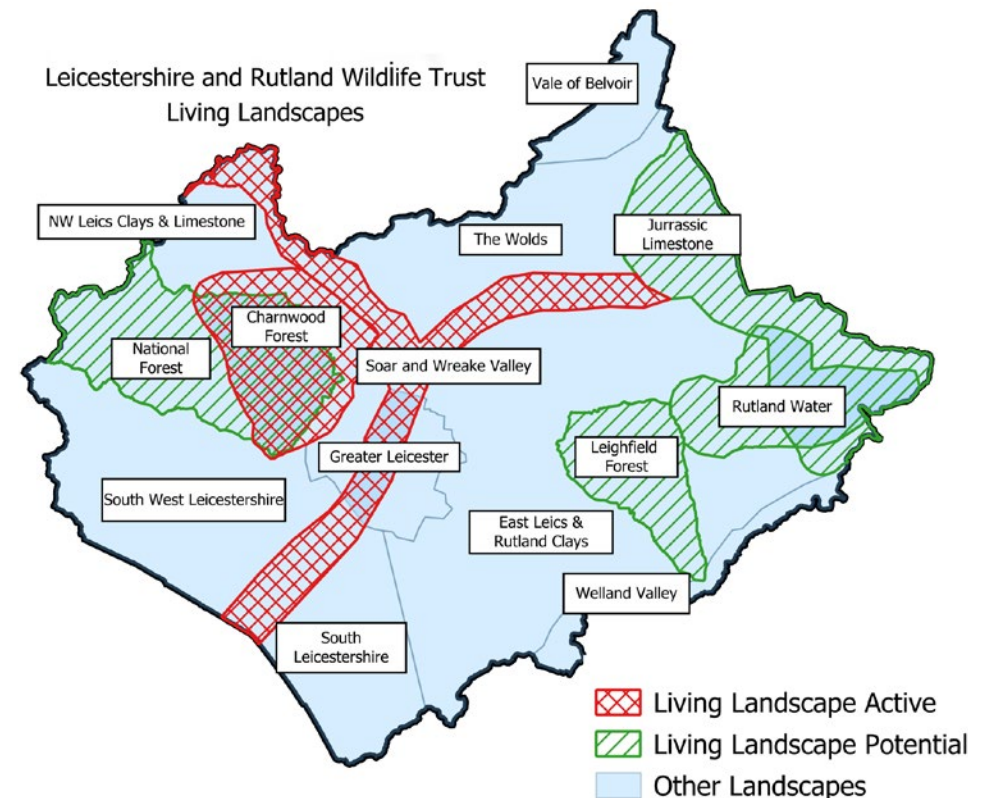 Leicestershire and Rutland Wildlife Trust
Living Landscapes
Vale of Belvoir
NW Leics Clays & Limestone
The Wolds
Jurrassic
Limestone
Charnwood
Forest
National
Forest
Soar and Wreake Valley
Rutland Water
Greater Leicester
Leighfield
Forest
South West Leicestershire
East Leics &
Rutland Clays
Welland Valley
South
Leicestershire
Living Landscape Active
Living Landscape Potential
Other Landscapes